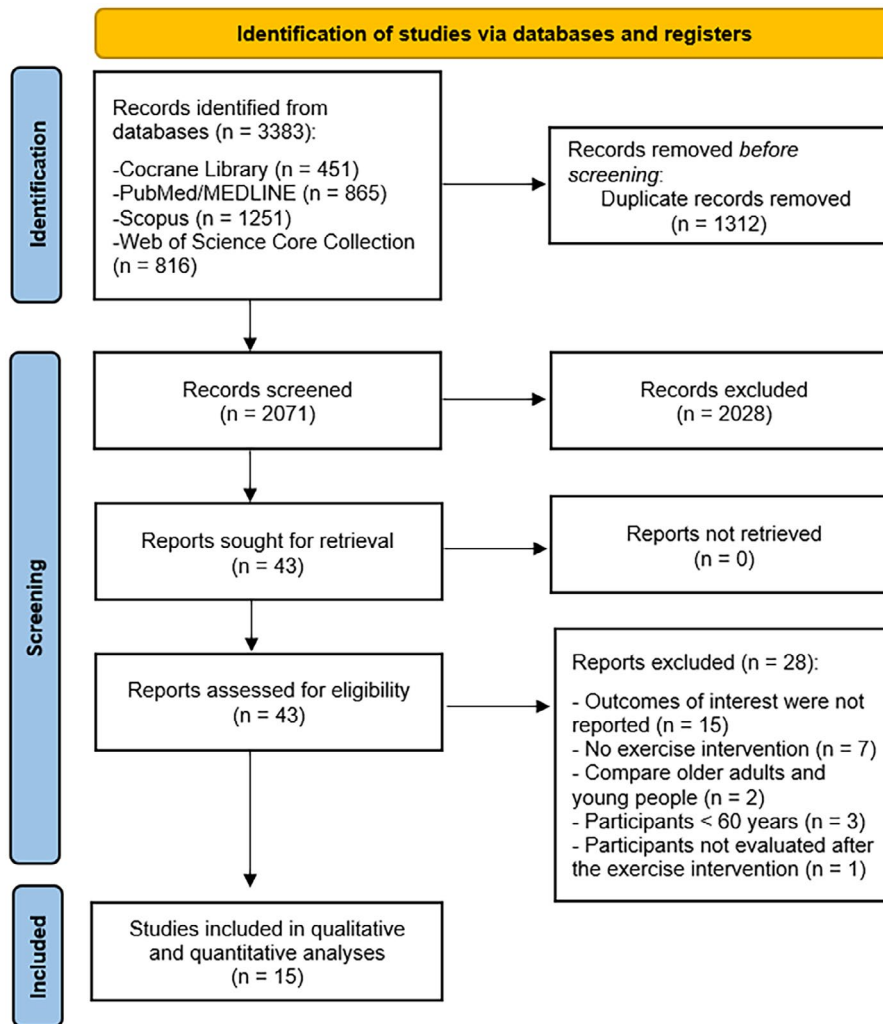 Identification of studies via databases and registers
Identification
Records identified from
databases (n = 3383):
-Cocrane Library (n = 451)
-PubMed/MEDLINE (n = 865)
-Scopus (n = 1251)
-Web of Science Core Collection
(n = 816)
Records removed before
screening:
Duplicate records removed
(n = 1312)
Screening
Records screened
(n = 2071)
Records excluded
(n = 2028)
Reports sought for retrieval
(n = 43)
Reports not retrieved
(n = 0)
Reports assessed for eligibility
(n = 43)
Reports excluded (n = 28):
- Outcomes of interest were not
reported (n = 15)
- No exercise intervention (n = 7)
- Compare older adults and
young people (n = 2)
- Participants < 60 years (n = 3)
- Participants not evaluated after
the exercise intervention (n = 1)
Included
Studies included in qualitative
and quantitative analyses
(n = 15)